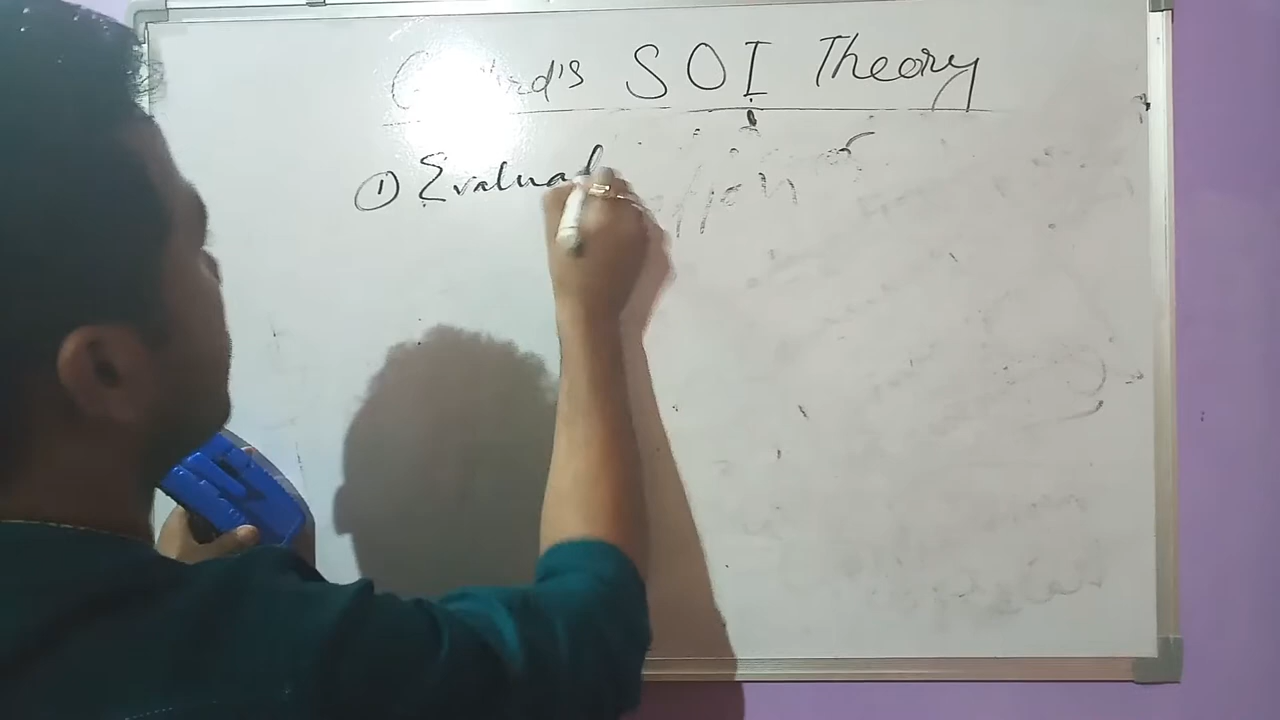 SOI Theory
① Evaluat